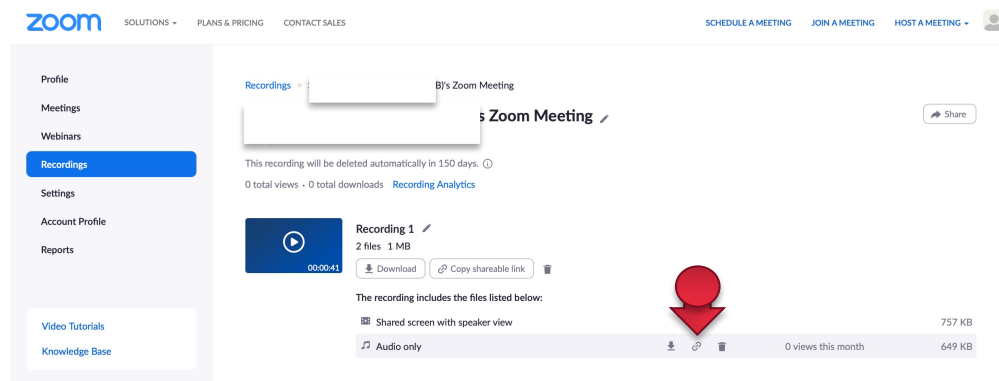 zoom SOLUTIONS PLANS & PRICING CONTACT SALES SCHEDULE A MEETING JOIN A MEETING HOST A MEETING
Profile
Meetings
Webinars
Recordings
Settings
Account Profile
Reports
Video Tutorials
Knowledge Base
Recordings > B)'s Zoom Meeting
s Zoom Meeting
Share
This recording will be deleted automatically in 150 days.
0 total views · 0 total downloads Recording Analytics
00:00:41
Recording 1
2 files 1 MB
Download Copy shareable link
The recording includes the files listed below:
Shared screen with speaker view 757 KB
Audio only 0 views this month 649 KB